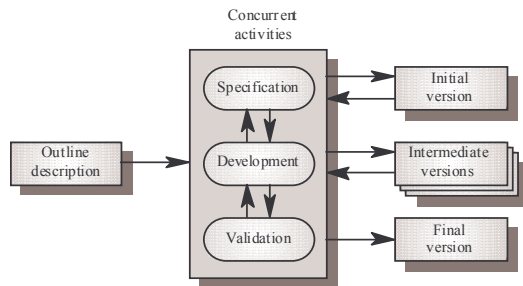 Concurrent
activities
Specification
Initial
version
Outline
description
Development
Intermediate
versions
Validation
Final
version